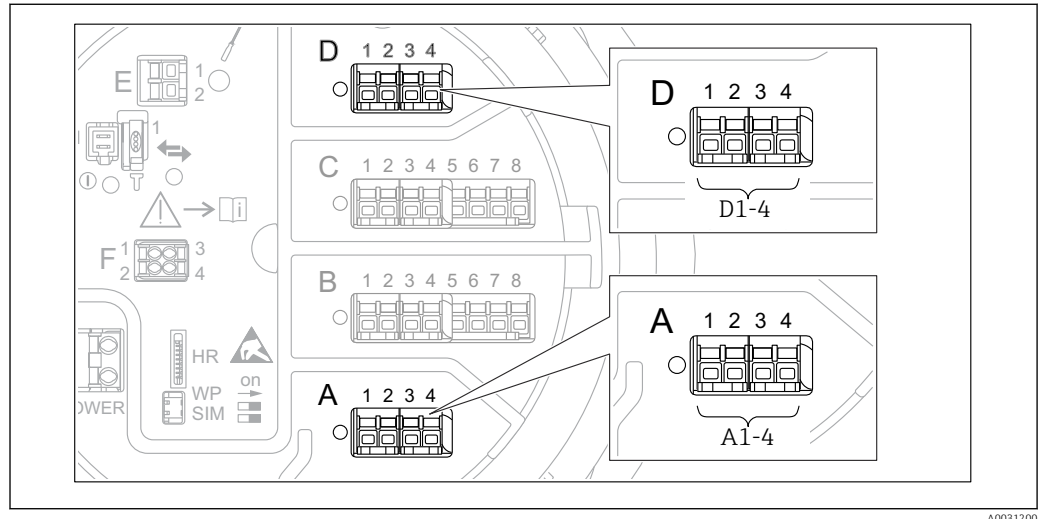 D 1 2 3 4
E 1
2
1
C 1 2 3 4 5 6 7 8
i
F 1 3
2 4
B 1 2 3 4 5 6 7 8
HR
WP on
SIM
OWER
A 1 2 3 4
D 1 2 3 4
D1-4
A 1 2 3 4
A1-4
A0031200